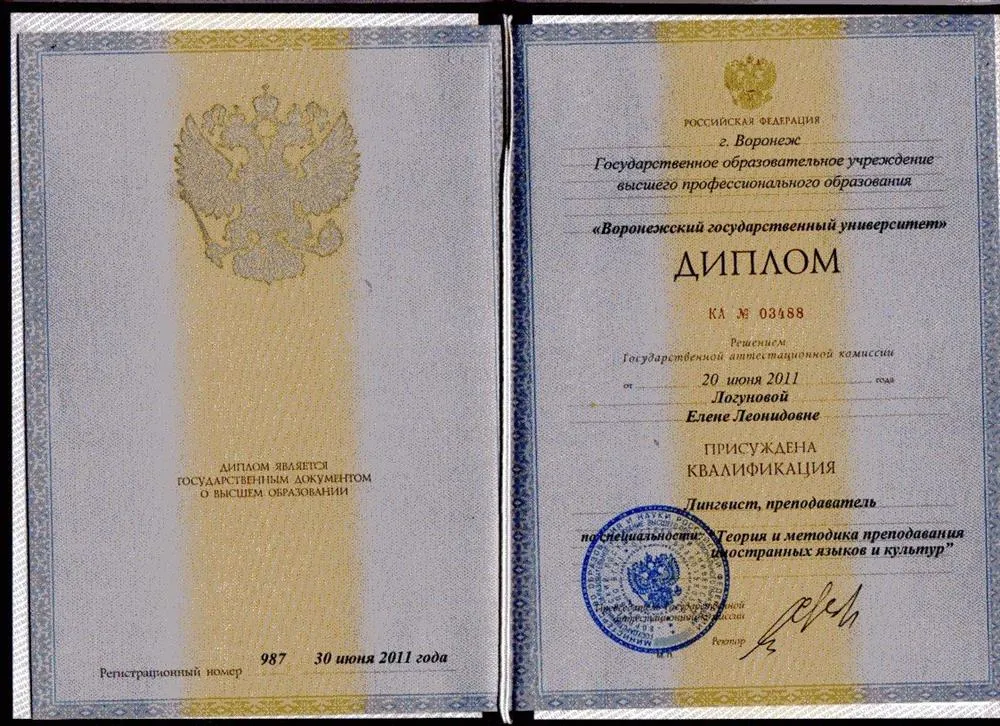 ДИПЛОМ ЯВЛЯЕТСЯ
ГОСУДАРСТВЕННЫМ ДОКУМЕНТОМ
О ВЫСШЕМ ОБРАЗОВАНИИ
Регистрационный номер 987 30 июня 2011 года
РОССИЙСКАЯ ФЕДЕРАЦИЯ
г. Воронеж
Государственное образовательное учреждение
высшего профессионального образования
«Воронежский государственный университет»
ДИПЛОМ
КА № 03488
Решением
Государственной аттестационной комиссии
от 20 июня 2011 года
Логуновой
Елене Леонидовне
ПРИСУЖДЕНА
КВАЛИФИКАЦИЯ
Лингвист, преподаватель
по специальности: "Теория и методика преподавания
иностранных языков и культур"
Председатель Государственной
аттестационной комиссии
Ректор
М.П.